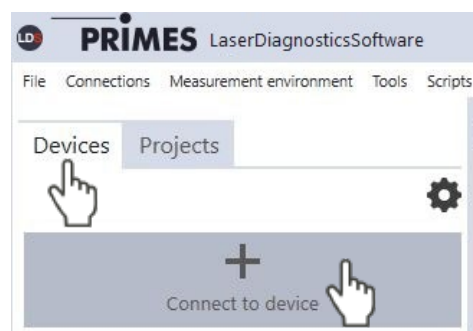 LDS PRIMES LaserDiagnosticsSoftware
File Connections Measurement environment Tools Scripts
Devices Projects
Connect to device